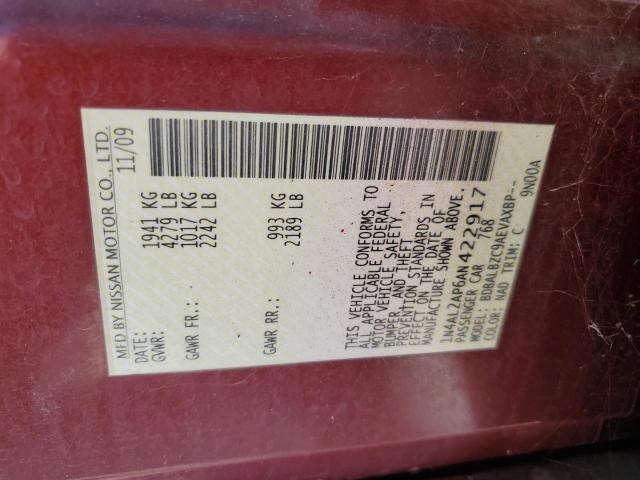 MFD BY NISSAN MOTOR CO., LTD.
DATE: 11/09
GVWR: 1941 KG
4279 LB
GAWR FR.: 1017 KG
2242 LB
GAWR RR.: 993 KG
2189 LB
THIS VEHICLE CONFORMS TO
ALL APPLICABLE FEDERAL
MOTOR VEHICLE SAFETY,
BUMPER, AND THEFT
PREVENTION STANDARDS IN
EFFECT ON THE DATE OF
MANUFACTURE SHOWN ABOVE.
1N4AL2AP6AN422917
PASSENGER CAR 768
MODEL: BDBALBZC9AEVAXBP--
COLOR: NAD TRIM: C 9N00A